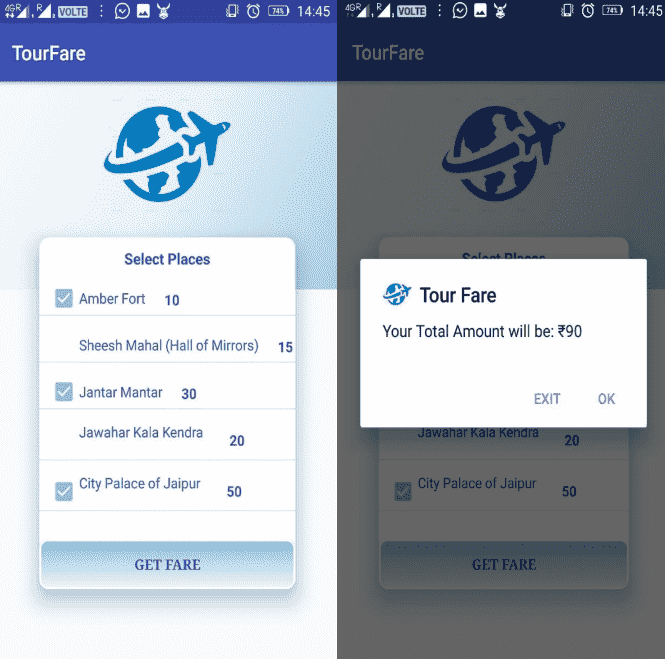 4GR R VOLTE 74% 14:45
TourFare
Select Places
Amber Fort 10
Sheesh Mahal (Hall of Mirrors) 15
Jantar Mantar 30
Jawahar Kala Kendra 20
City Palace of Jaipur 50
GET FARE
4GR R VOLTE 74% 14:45
TourFare
Select Places
Tour Fare
Your Total Amount will be: ₹90
EXIT OK
Jawahar Kala Kendra 20
City Palace of Jaipur 50
GET FARE